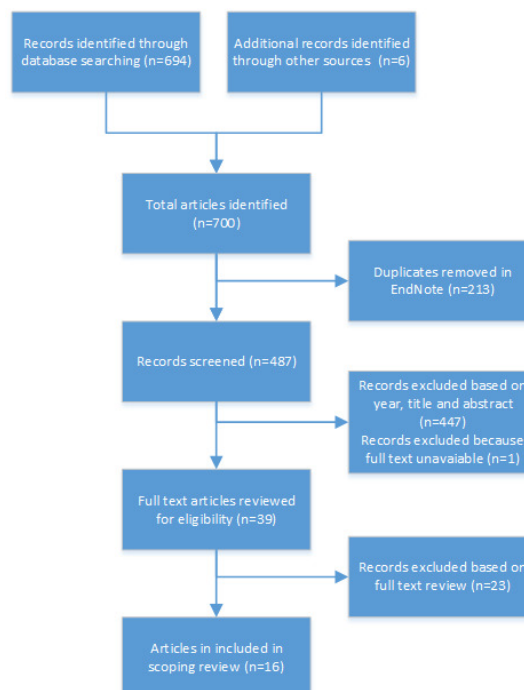 Records identified through
database searching (n=694)
Additional records identified
through other sources (n=6)
Total articles identified
(n=700)
Duplicates removed in
EndNote (n=213)
Records screened (n=487)
Records excluded based on
year, title and abstract
(n=447)
Records excluded because
full text unavaiable (n=1)
Full text articles reviewed
for eligibility (n=39)
Records excluded based on
full text review (n=23)
Articles in included in
scoping review (n=16)